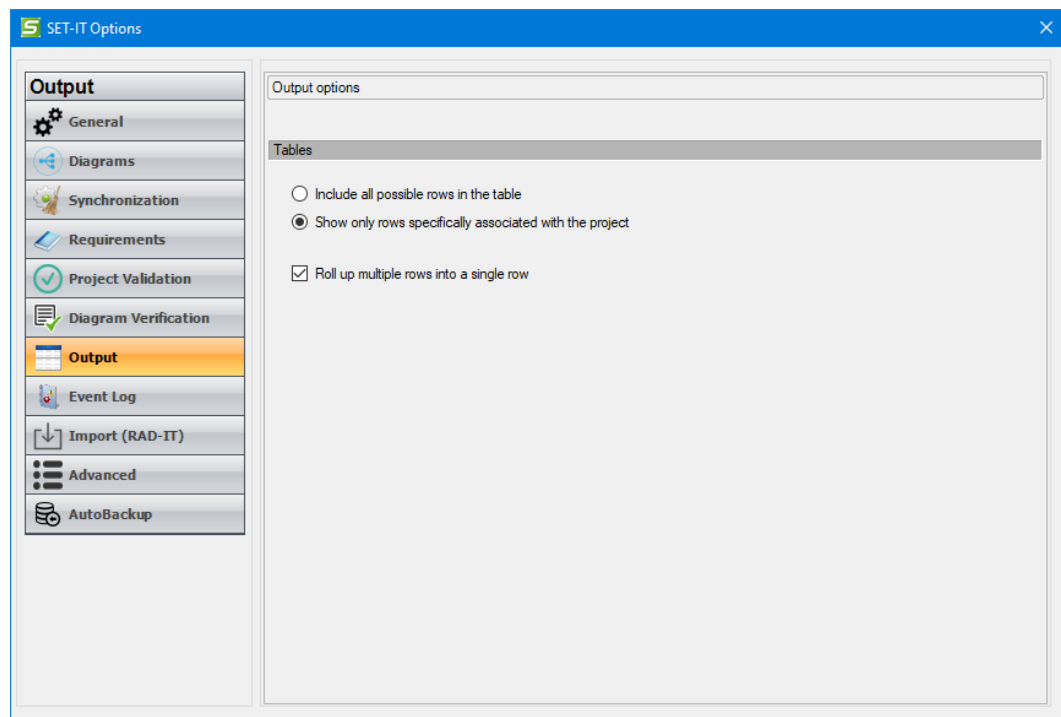 SET-IT Options
Output
General
Diagrams
Synchronization
Requirements
Project Validation
Diagram Verification
Output
Event Log
Import (RAD-IT)
Advanced
AutoBackup
Output options
Tables
Include all possible rows in the table
Show only rows specifically associated with the project
Roll up multiple rows into a single row